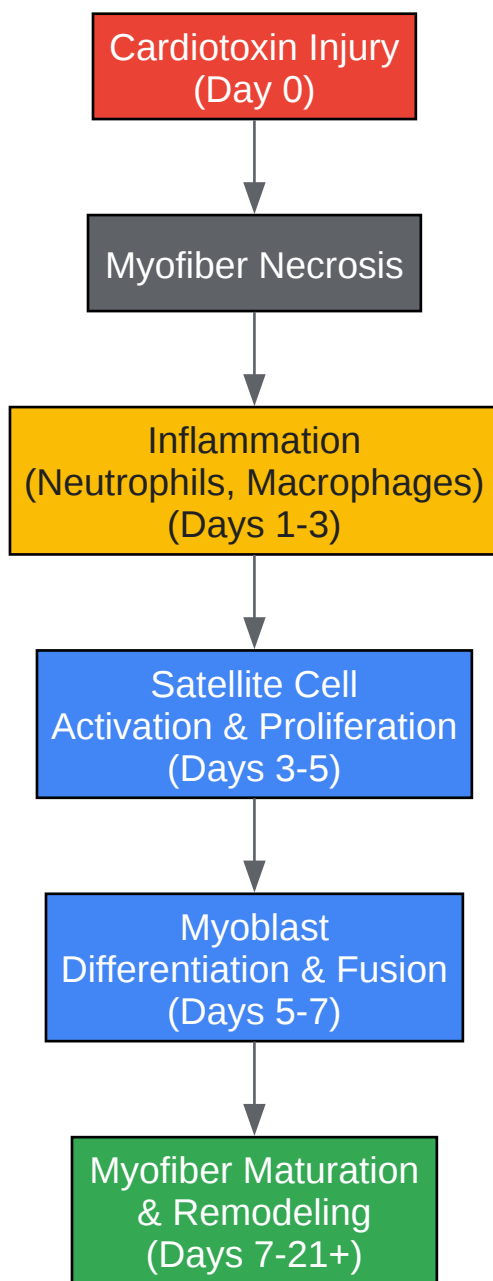 Cardiotoxin Injury
(Day 0)
Myofiber Necrosis
Inflammation
(Neutrophils, Macrophages)
(Days 1-3)
Satellite Cell
Activation & Proliferation
(Days 3-5)
Myoblast
Differentiation & Fusion
(Days 5-7)
Myofiber Maturation
& Remodeling
(Days 7-21+)